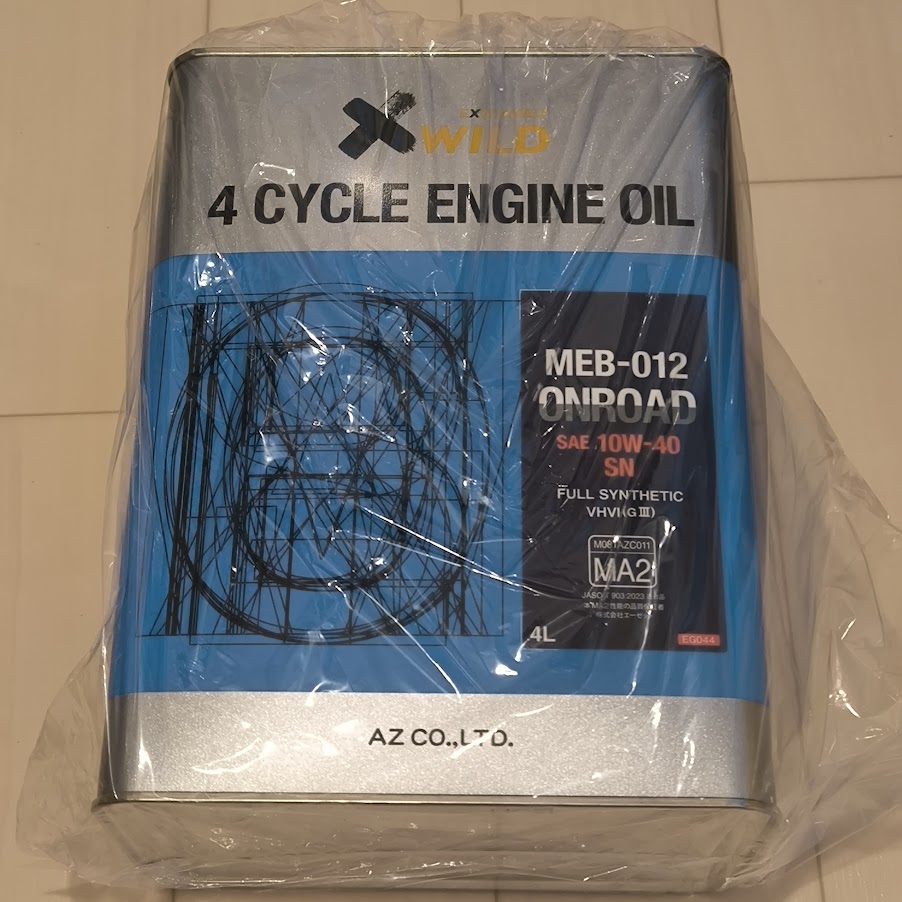 WILD
4 CYCLE ENGINE OIL
MEB-012
ONROAD
SAE 10W-40
SN
FULL SYNTHETIC
VHVI(GⅢ)
M081AZC011
MA2
4L
EG044
AZ CO.,LTD.